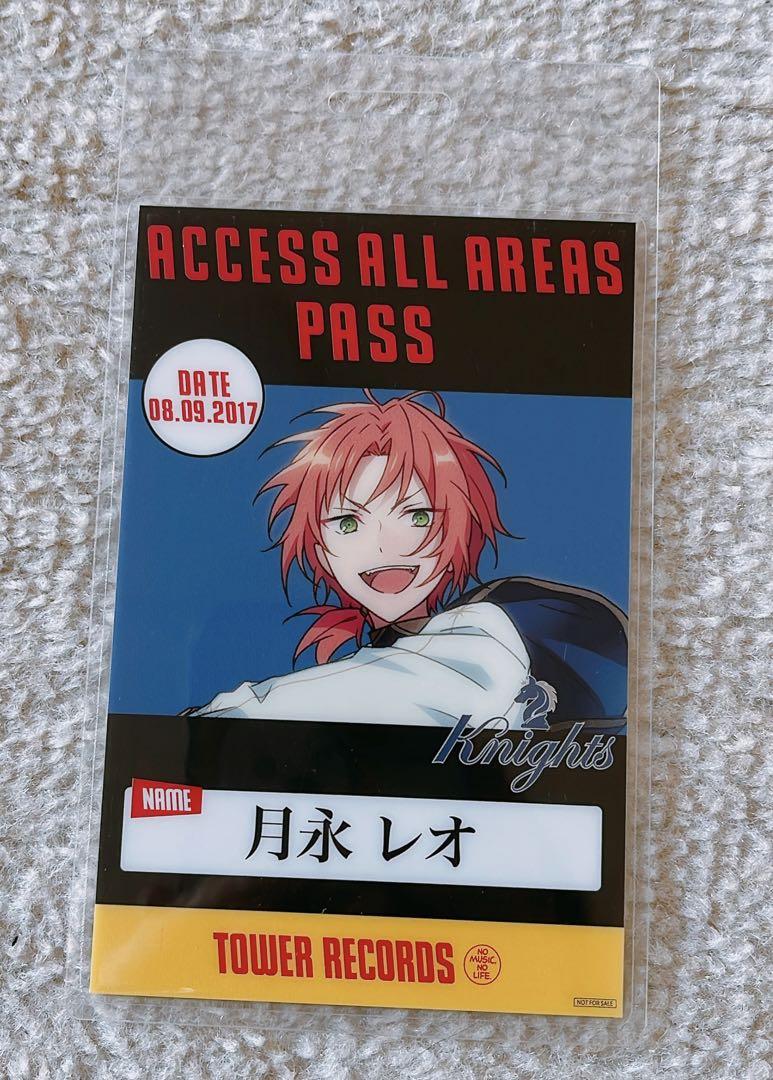 ACCESS ALL AREAS
PASS
DATE
08.09.2017
Knights
NAME
月永 レオ
TOWER RECORDS
NO
MUSIC,
NO
LIFE.
NOT FOR SALE